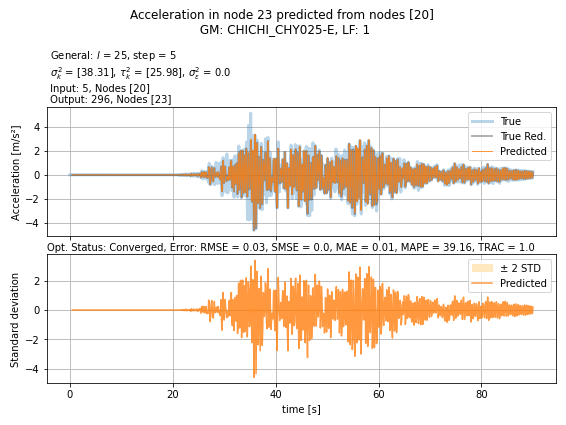 Acceleration in node 23 predicted from nodes [20]
GM: CHICHI_CHY025-E, LF: 1
General: l = 25, step = 5
σ²ₖ = [38.31], τ²ₖ = [25.98], σ²ε = 0.0
Input: 5, Nodes [20]
Output: 296, Nodes [23]
True
True Red.
Predicted
Acceleration [m/s²]
4
2
0
−2
−4
Opt. Status: Converged, Error: RMSE = 0.03, SMSE = 0.0, MAE = 0.01, MAPE = 39.16, TRAC = 1.0
± 2 STD
Predicted
Standard deviation
2
0
−2
−4
0 20 40 60 80
time [s]